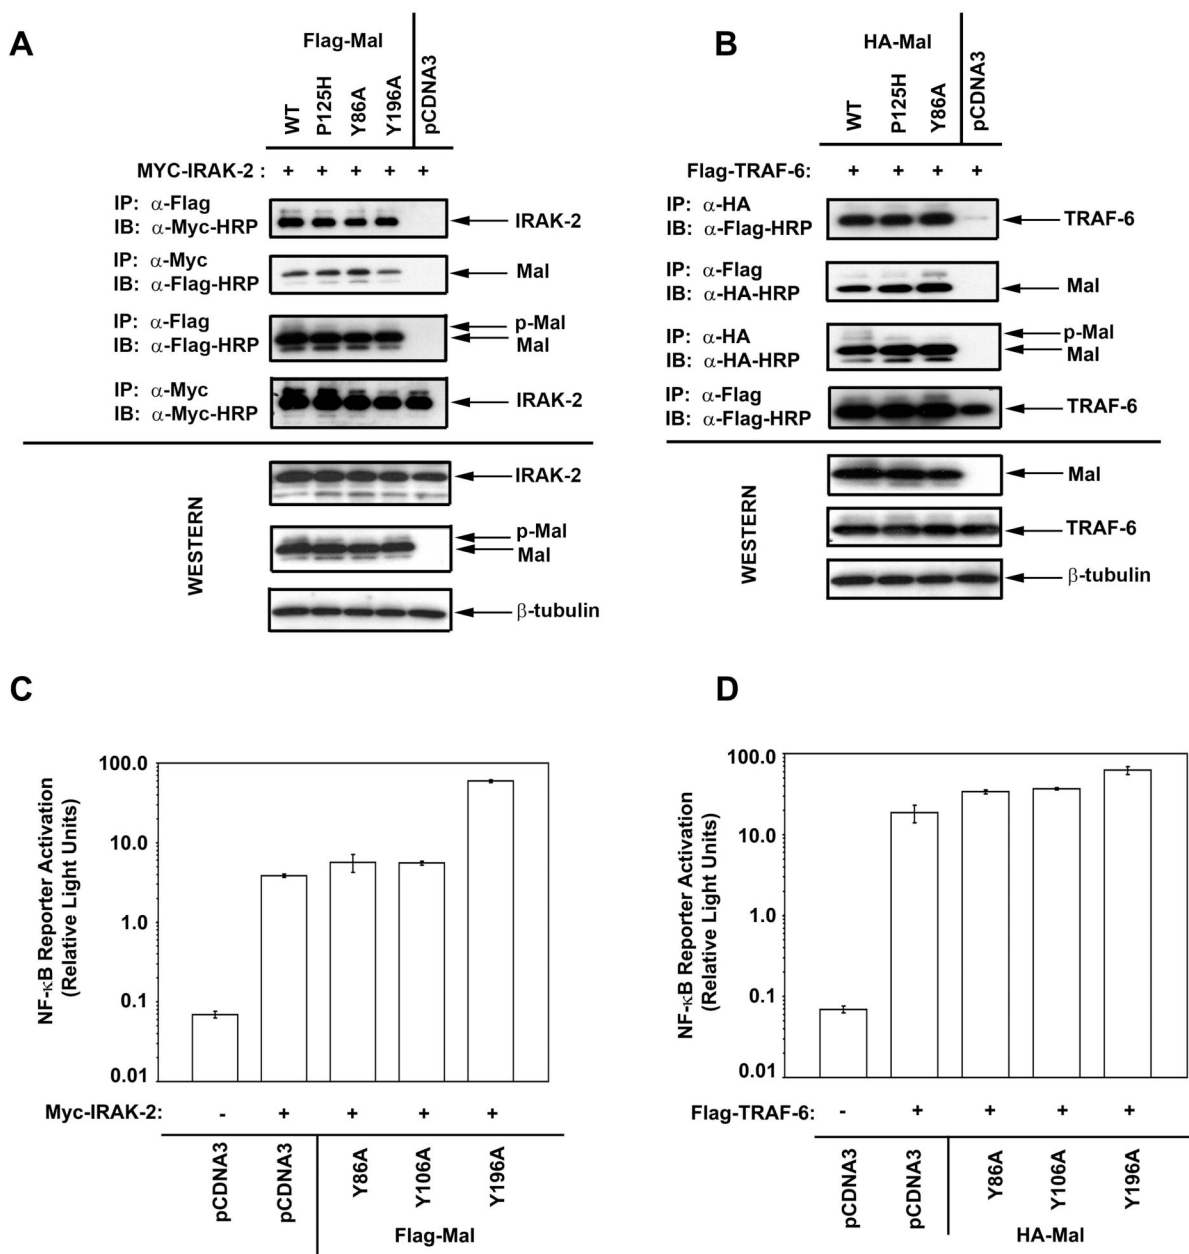 A
Flag-Mal
WT
P125H
Y86A
Y196A
pCDNA3
MYC-IRAK-2 : + + + + +
IP: α-Flag
IB: α-Myc-HRP
IRAK-2
IP: α-Myc
IB: α-Flag-HRP
Mal
IP: α-Flag
IB: α-Flag-HRP
p-Mal
Mal
IP: α-Myc
IB: α-Myc-HRP
IRAK-2
WESTERN
IRAK-2
p-Mal
Mal
β-tubulin
B
HA-Mal
WT
P125H
Y86A
pCDNA3
Flag-TRAF-6: + + + +
IP: α-HA
IB: α-Flag-HRP
TRAF-6
IP: α-Flag
IB: α-HA-HRP
Mal
IP: α-HA
IB: α-HA-HRP
p-Mal
Mal
IP: α-Flag
IB: α-Flag-HRP
TRAF-6
WESTERN
Mal
TRAF-6
β-tubulin
C
NF-κB Reporter Activation
(Relative Light Units)
100.0
10.0
1.0
0.1
0.01
Myc-IRAK-2: - + + + +
pCDNA3
pCDNA3
Y86A
Y106A
Y196A
Flag-Mal
D
NF-κB Reporter Activation
(Relative Light Units)
100.0
10.0
1.0
0.1
0.01
Flag-TRAF-6: - + + + +
pCDNA3
pCDNA3
Y86A
Y106A
Y196A
HA-Mal